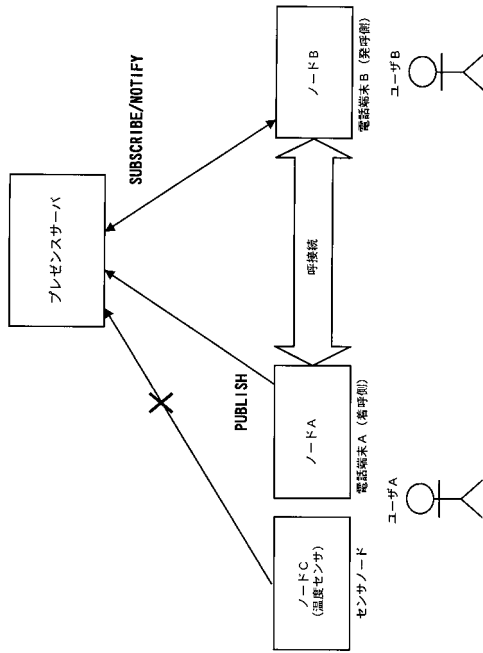 プレゼンスサーバ
SUBSCRIBE/NOTIFY
PUBLISH
ノードC
(温度センサ)
センサノード
ノードA
電話端末A (着呼側)
ユーザA
呼接続
ノードB
電話端末B (発呼側)
ユーザB